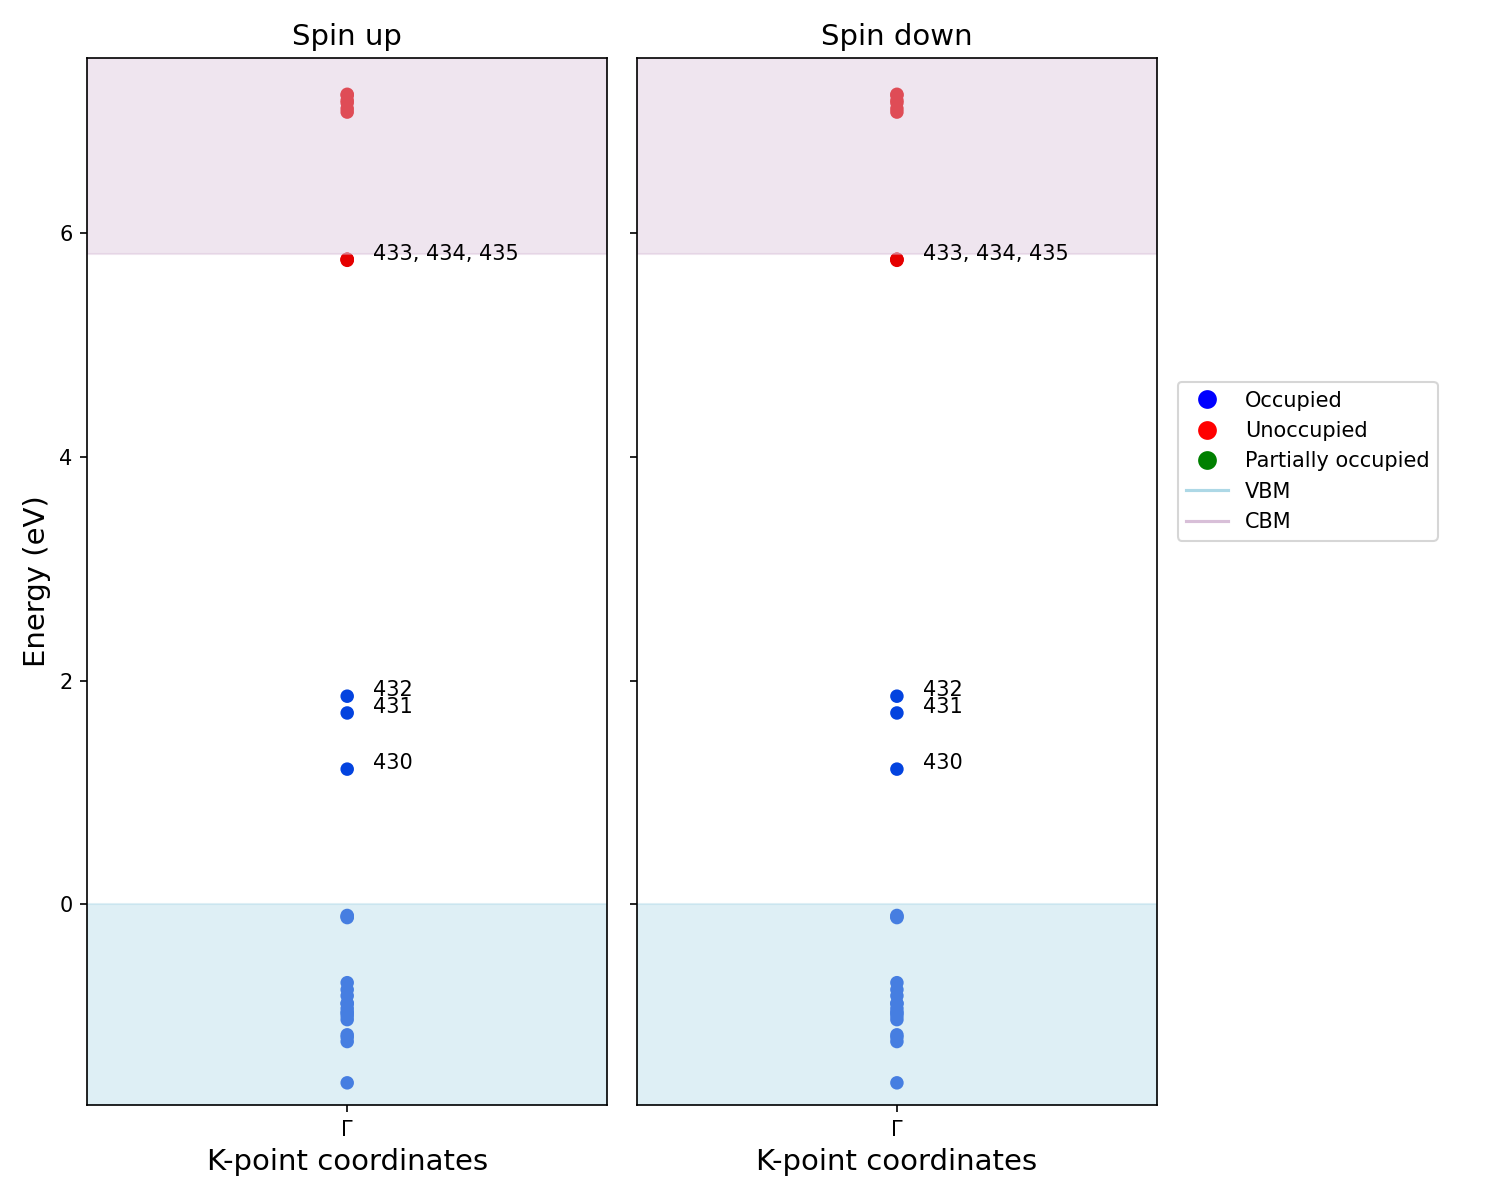 Spin up
Spin down
Energy (eV)
6
4
2
0
433, 434, 435
432
431
430
433, 434, 435
432
431
430
Γ
Γ
K-point coordinates
K-point coordinates
Occupied
Unoccupied
Partially occupied
VBM
CBM